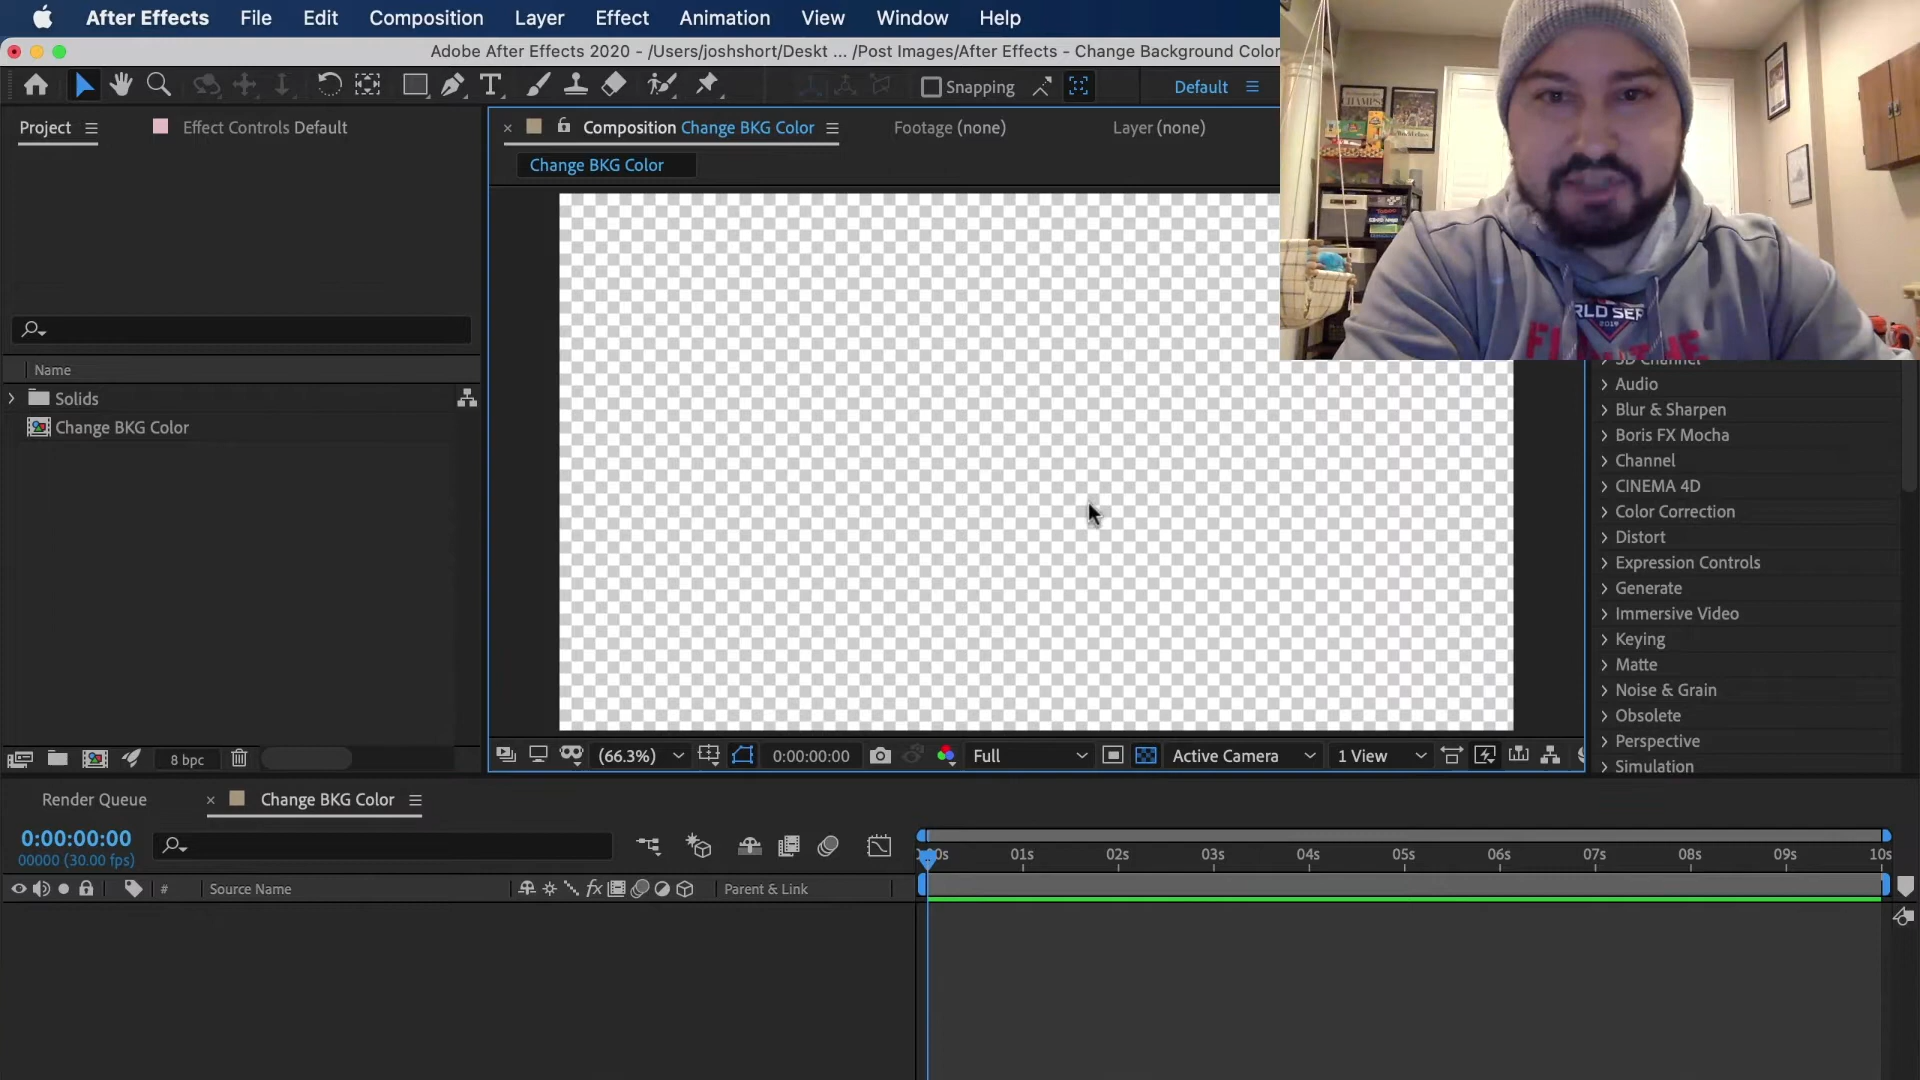 After Effects File Edit Composition Layer Effect Animation View Window Help
Adobe After Effects 2020 - /Users/joshshort/Deskt ... /Post Images/After Effects - Change Background Color
Snapping Default
Project Effect Controls Default
Composition Change BKG Color Footage (none) Layer (none)
Change BKG Color
Name
Solids
Change BKG Color
8 bpc
(66.3%) 0:00:00:00 Full Active Camera 1 View
3D Channel
Audio
Blur & Sharpen
Boris FX Mocha
Channel
CINEMA 4D
Color Correction
Distort
Expression Controls
Generate
Immersive Video
Keying
Matte
Noise & Grain
Obsolete
Perspective
Simulation
Render Queue Change BKG Color
0:00:00:00
00000 (30.00 fps)
# Source Name fx Parent & Link
01s 02s 03s 04s 05s 06s 07s 08s 09s 10s